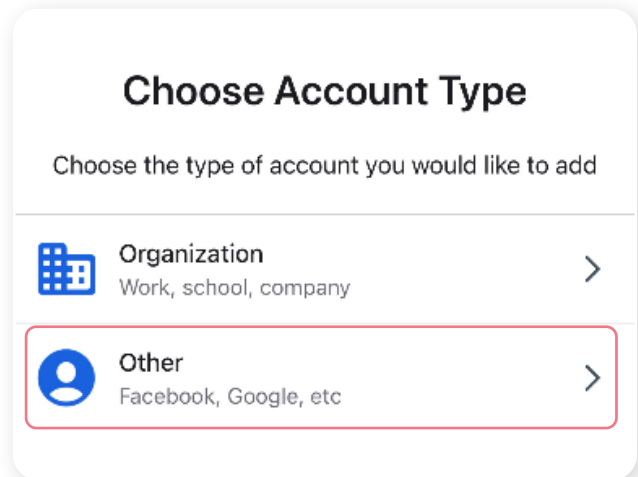 Choose Account Type
Choose the type of account you would like to add
Organization
Work, school, company
Other
Facebook, Google, etc